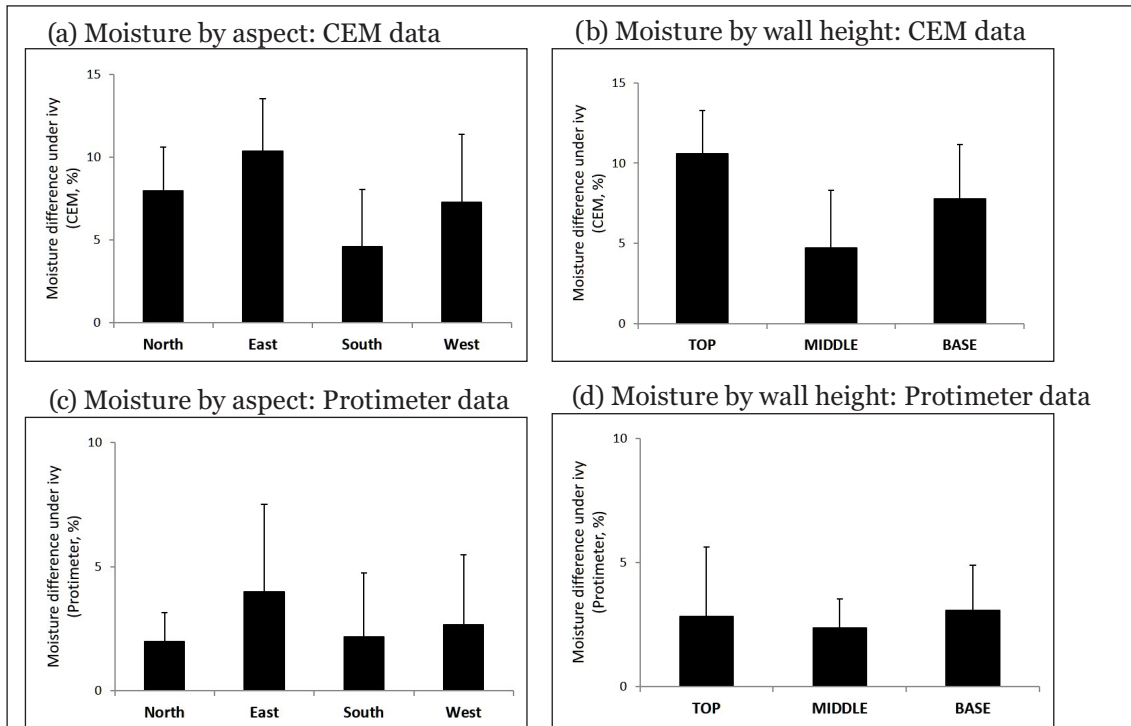 (a) Moisture by aspect: CEM data
Moisture difference under ivy
(CEM, %)
15
10
5
0
North East South West
(b) Moisture by wall height: CEM data
Moisture difference under ivy
(CEM, %)
15
10
5
0
TOP MIDDLE BASE
(c) Moisture by aspect: Protimeter data
Moisture difference under ivy
(Protimeter, %)
10
5
0
North East South West
(d) Moisture by wall height: Protimeter data
Moisture difference under ivy
(Protimeter, %)
10
5
0
TOP MIDDLE BASE